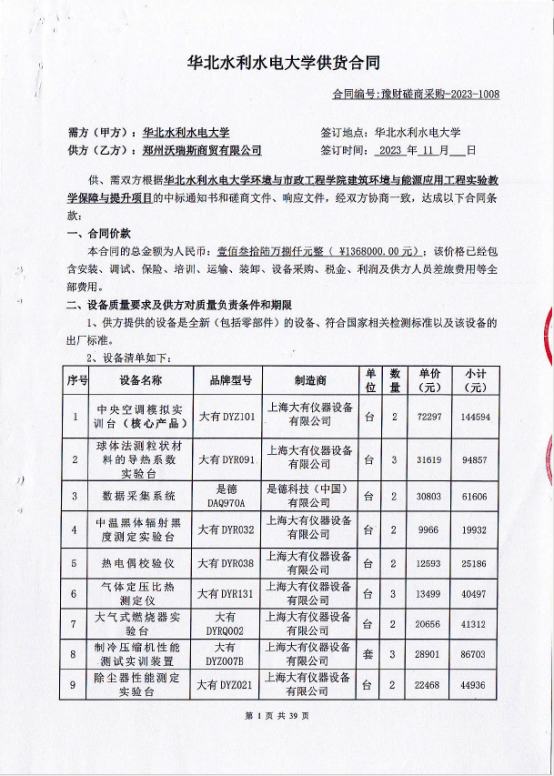 华北水利水电大学供货合同
合同编号:豫财磋商采购-2023-1008
需方（甲方）：华北水利水电大学 签订地点：华北水利水电大学
供方（乙方）：郑州沃瑞斯商贸有限公司 签订时间： 2023 年 11 月 日
供、需双方根据华北水利水电大学环境与市政工程学院建筑环境与能源应用工程实验教
学保障与提升项目的中标通知书和磋商文件、响应文件，经双方协商一致，达成以下合同条
款：
一、合同价款
本合同的总金额为人民币：壹佰叁拾陆万捌仟元整（ ¥1368000.00 元）；该价格已经包
含安装、调试、保险、培训、运输、装卸、设备采购、税金、利润及供方人员差旅费用等全
部费用。
二、设备质量要求及供方对质量负责条件和期限
1、供方提供的设备是全新（包括零部件）的设备、符合国家相关检测标准以及该设备的
出厂标准。
2、设备清单如下：
序号 设备名称 品牌型号 制造商 单位 数量 单价（元） 小计（元）
1 中央空调模拟实训台（核心产品） 大有 DYZ101 上海大有仪器设备有限公司 台 2 72297 144594
2 球体法测粒状材料的导热系数实验台 大有 DYR091 上海大有仪器设备有限公司 台 3 31619 94857
3 数据采集系统 是德 DAQ970A 是德科技（中国）有限公司 台 2 30803 61606
4 中温黑体辐射黑度测定实验台 大有 DYR032 上海大有仪器设备有限公司 台 2 9966 19932
5 热电偶校验仪 大有 DYR038 上海大有仪器设备有限公司 台 2 12593 25186
6 气体定压比热测定仪 大有 DYR131 上海大有仪器设备有限公司 台 3 13499 40497
7 大气式燃烧器实验台 大有 DYRQ002 上海大有仪器设备有限公司 台 2 20656 41312
8 制冷压缩机性能测试实训装置 大有 DYZ007B 上海大有仪器设备有限公司 套 3 28901 86703
9 除尘器性能测定实验台 大有 DYZ021 上海大有仪器设备有限公司 台 2 22468 44936
第 1 页 共 39 页